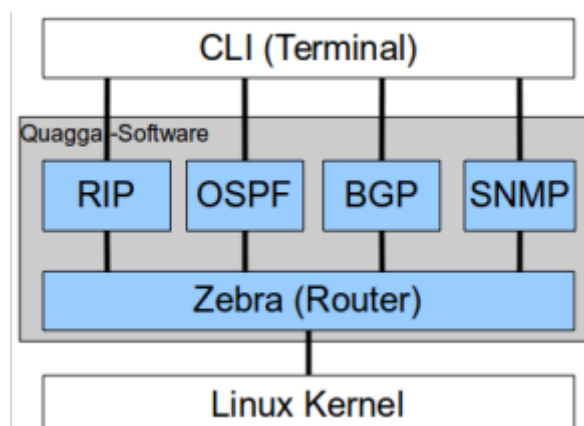 CLI (Terminal)
Quagga-Software
RIP OSPF BGP SNMP
Zebra (Router)
Linux Kernel